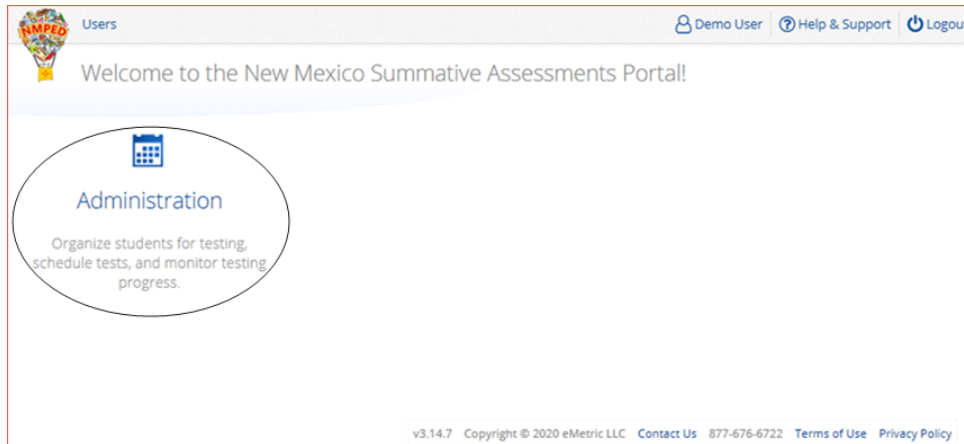 NMPED Users Demo User Help & Support Logou
Welcome to the New Mexico Summative Assessments Portal!
Administration
Organize students for testing,
schedule tests, and monitor testing
progress.
v3.14.7 Copyright © 2020 eMetric LLC Contact Us 877-676-6722 Terms of Use Privacy Policy